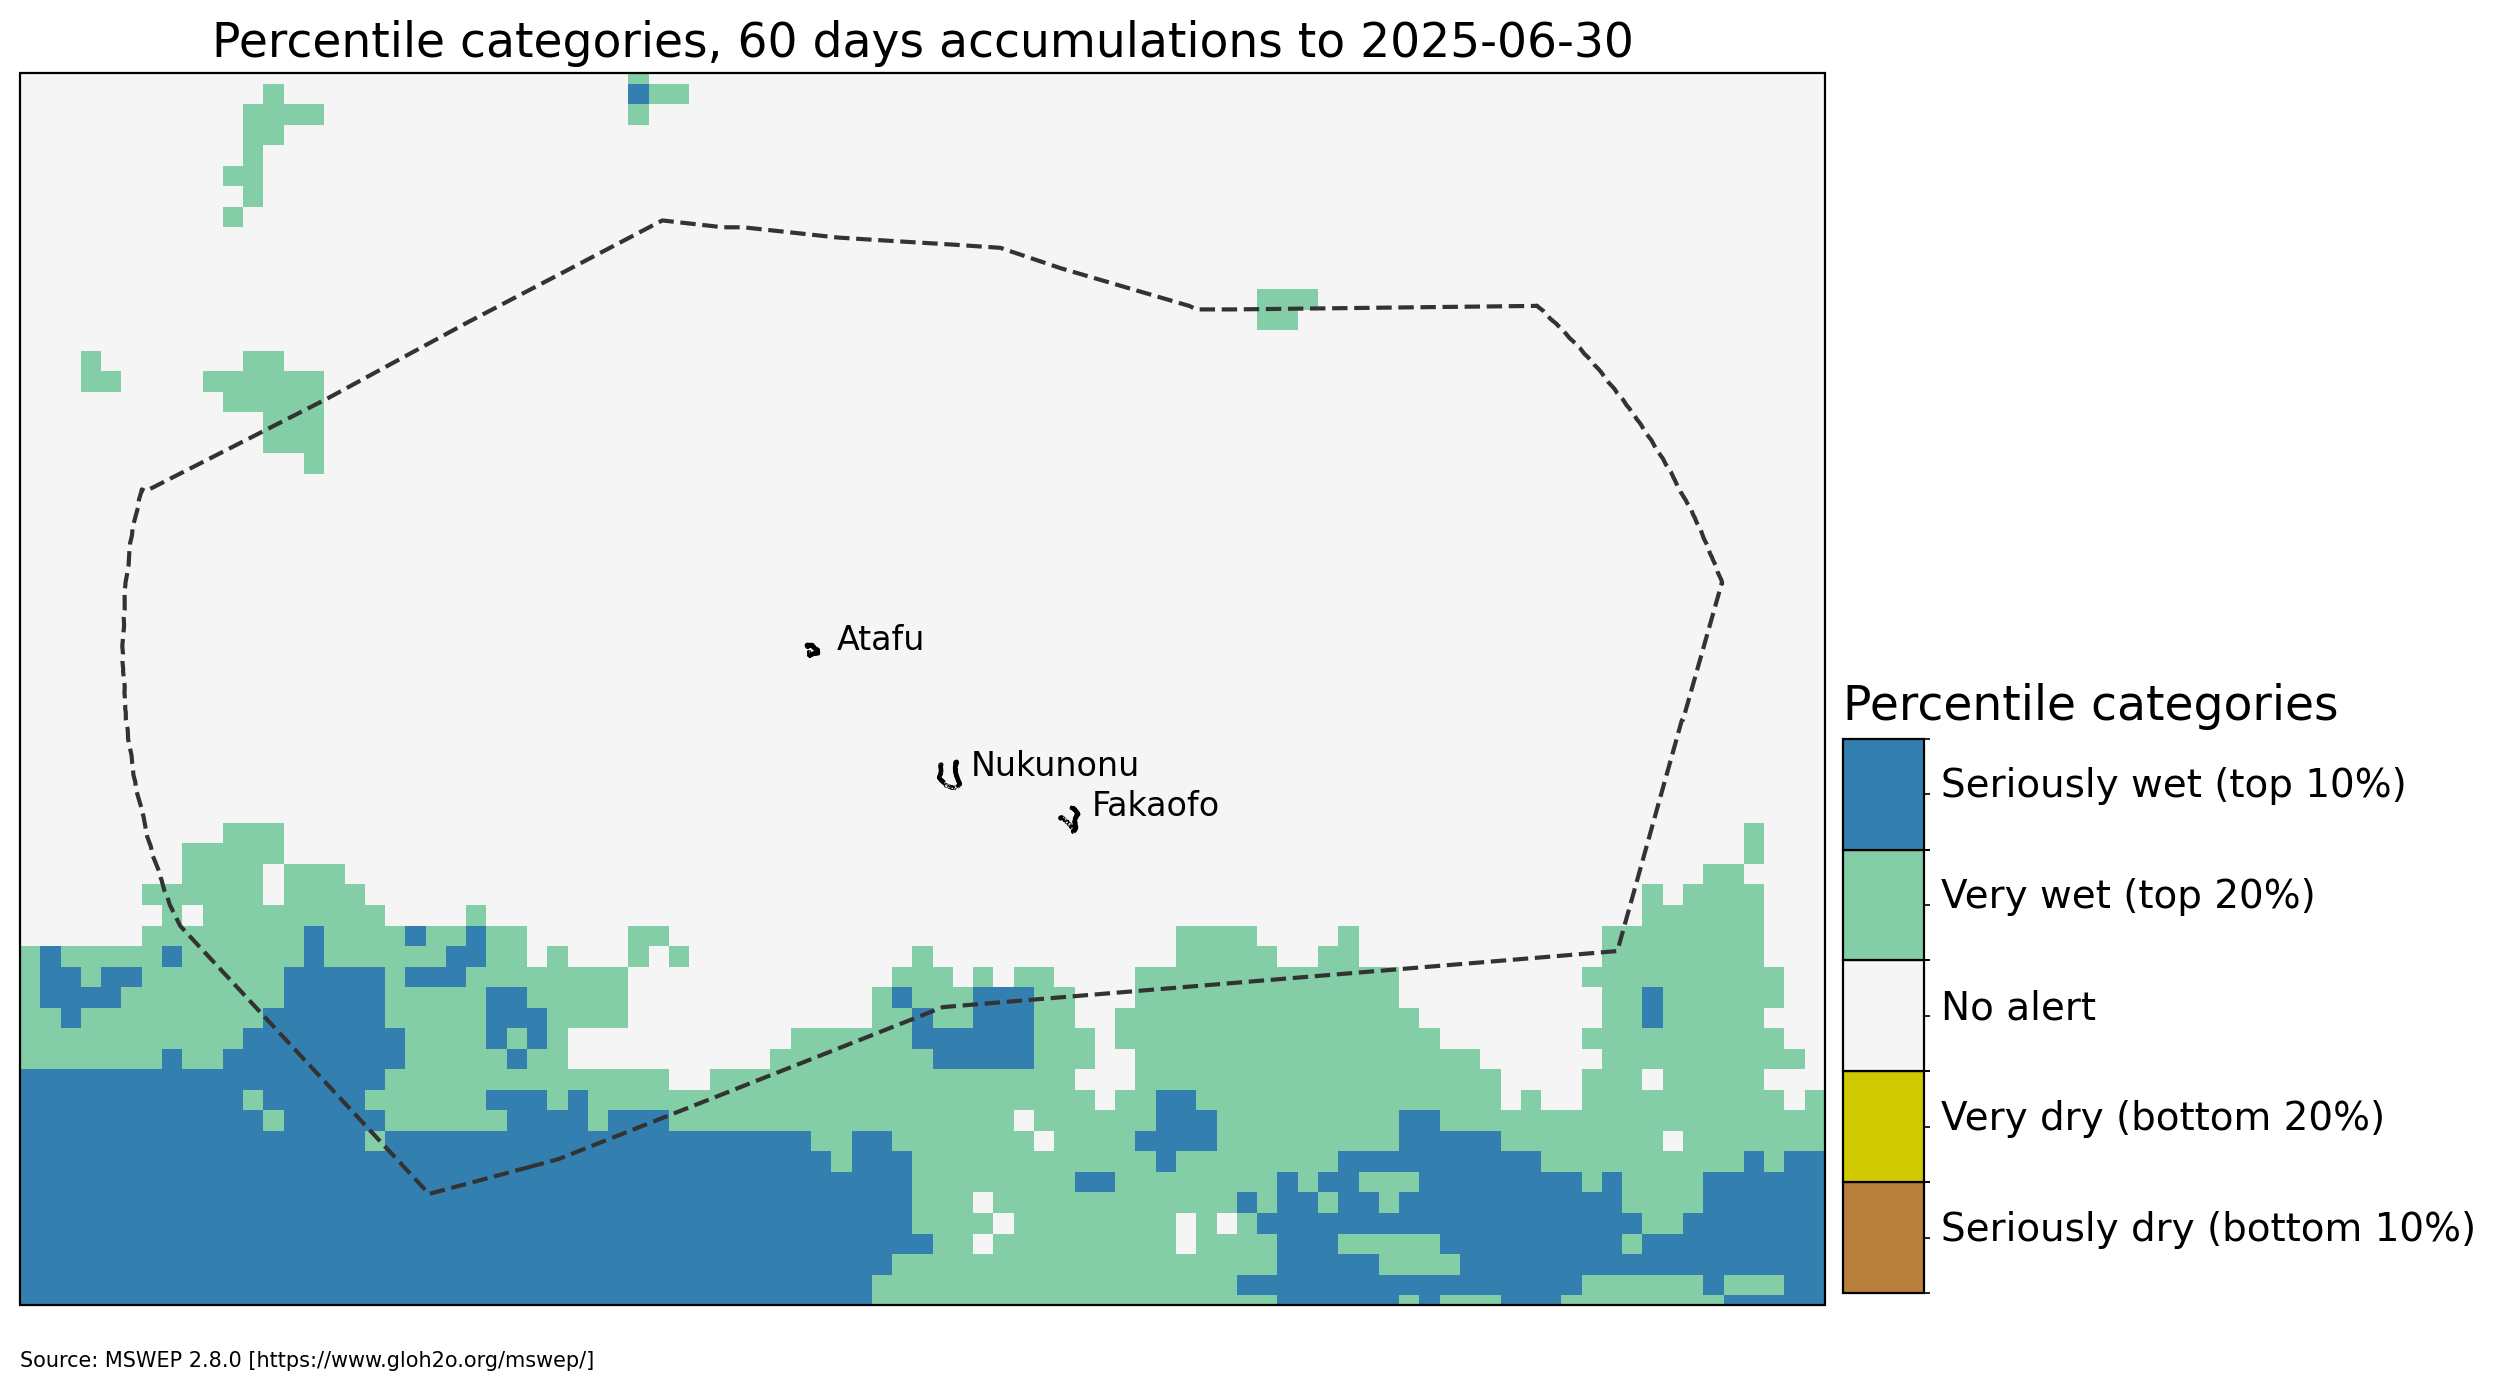 Percentile categories, 60 days accumulations to 2025-06-30
Atafu
Nukunonu
Fakaofo
Percentile categories
Seriously wet (top 10%)
Very wet (top 20%)
No alert
Very dry (bottom 20%)
Seriously dry (bottom 10%)
Source: MSWEP 2.8.0 [https://www.gloh2o.org/mswep/]